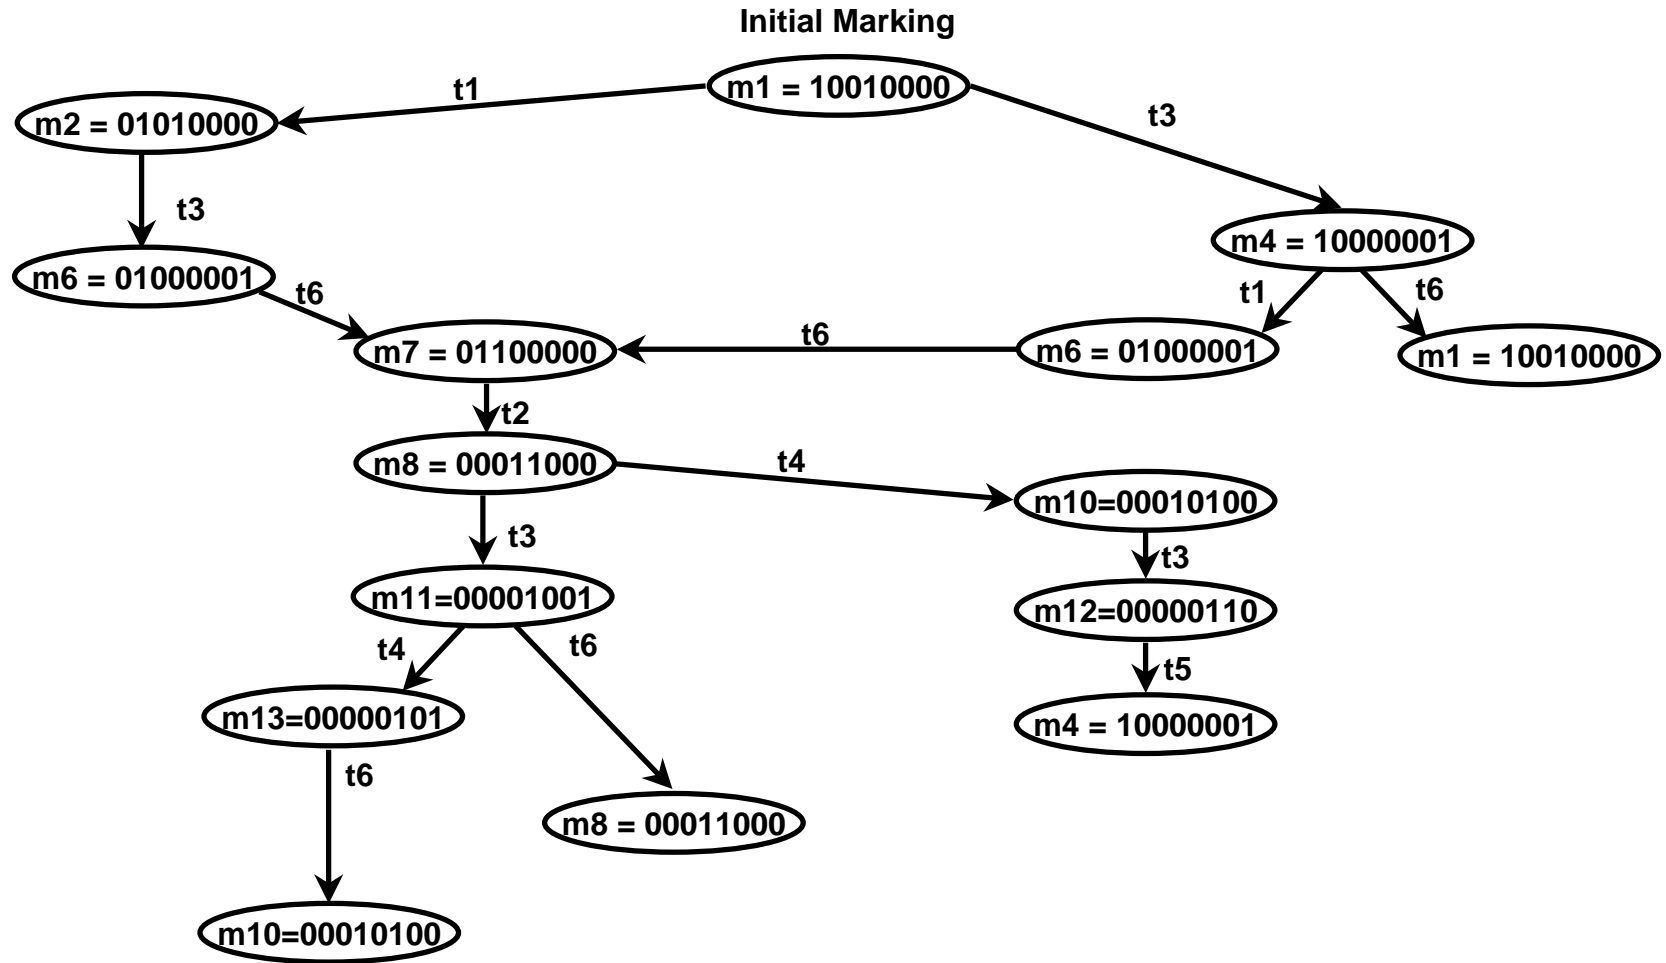 Initial Marking
m1 = 10010000
t1
t3
m2 = 01010000
t3
m4 = 10000001
m6 = 01000001
t6
t1
t6
m7 = 01100000
t6
m6 = 01000001
m1 = 10010000
t2
m8 = 00011000
t4
m10=00010100
t3
t3
m11=00001001
m12=00000110
t4
t6
t5
m13=00000101
m4 = 10000001
t6
m8 = 00011000
m10=00010100